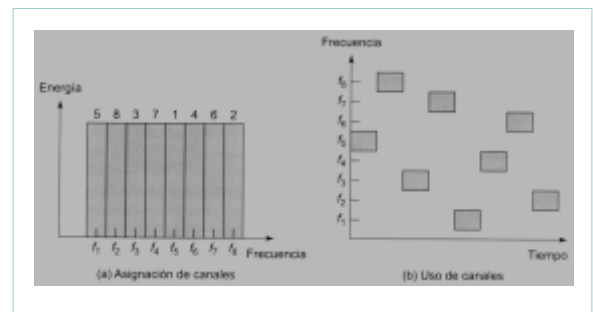 Energía
5 8 3 7 1 4 6 2
f₁ f₂ f₃ f₄ f₅ f₆ f₇ f₈ Frecuencia
(a) Asignación de canales
Frecuencia
f₈
f₇
f₆
f₅
f₄
f₃
f₂
f₁
Tiempo
(b) Uso de canales